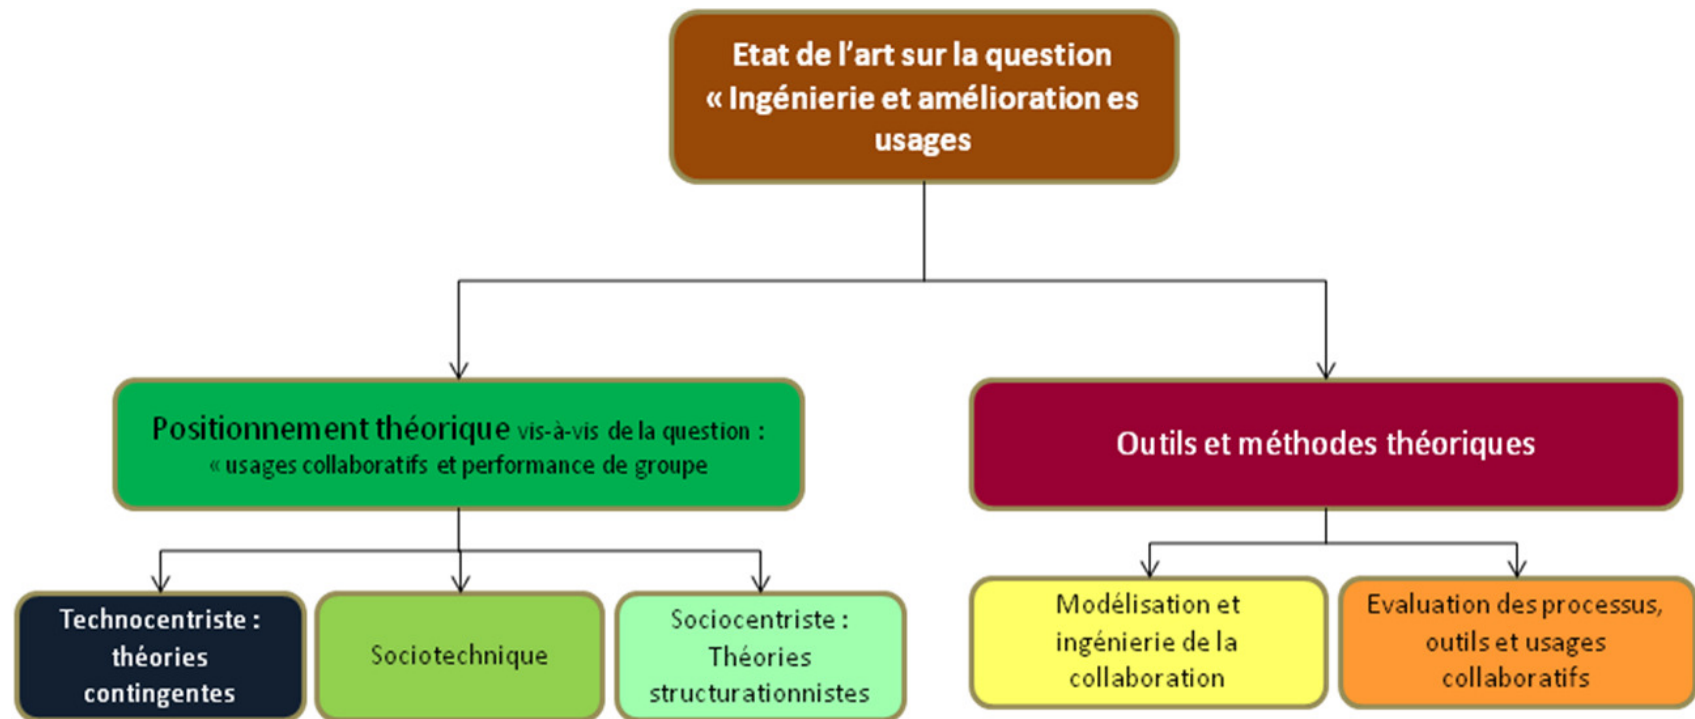 Etat de l’art sur la question
« Ingénierie et amélioration es
usages
Positionnement théorique vis-à-vis de la question :
« usages collaboratifs et performance de groupe
Outils et méthodes théoriques
Technocentriste :
théories
contingentes
Sociotechnique
Sociocentriste :
Théories
structurationnistes
Modélisation et
ingénierie de la
collaboration
Evaluation des processus,
outils et usages
collaboratifs